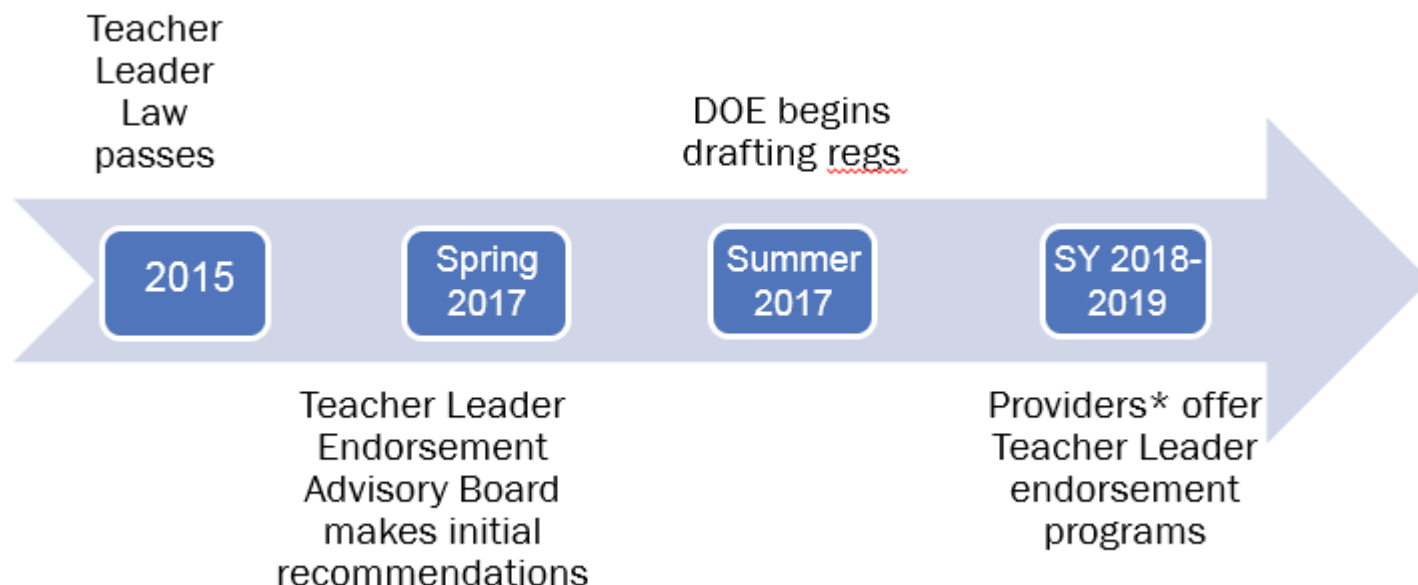 Teacher
Leader
Law
passes
DOE begins
drafting regs
2015
Spring
2017
Summer
2017
SY 2018-
2019
Teacher Leader
Endorsement
Advisory Board
makes initial
recommendations
Providers* offer
Teacher Leader
endorsement
programs